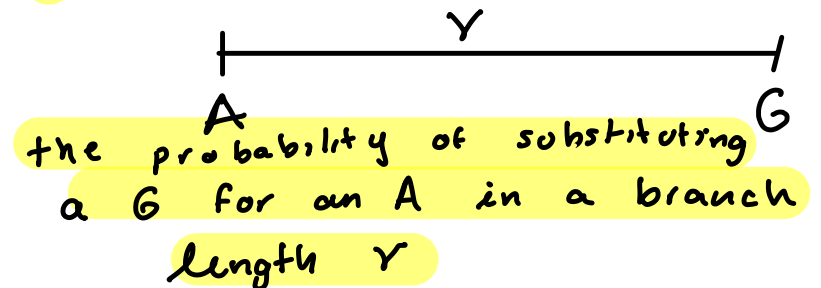 r
A G
the probability of substituting
a G for an A in a branch
length r